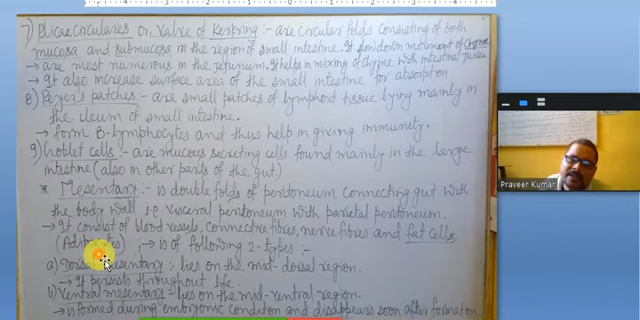 7) Plicae circulares or Valve of Kerkring :- are circular folds consisting of both
mucosa and submucosa in the region of small intestine. It slow down movement of chyme
→ are most numerous in the jejunum. It helps in mixing of chyme with intestinal juices
→ It also increase surface area of the small intestine for absorption
8) Peyer's patches :- are small patches of lymphoid tissue lying mainly in
the ileum of small intestine.
→ form B-lymphocytes and thus help in giving immunity.
9) Goblet cells :- are mucous secreting cells found mainly in the large
intestine (also in other parts of the gut)
* Mesentary :- is double folds of peritoneum connecting gut with
the body wall i.e visceral peritoneum with parietal peritoneum.
→ It consist of blood vessels, connective fibres, nerve fibres and fat cells
(Adipocytes) ;→ is of following 2-types :-
a) Dorsal mesentary :- lies on the mid-dorsal region.
→ It persists throughout life.
b) Ventral mesentary :- lies on the mid-ventral region.
→ is formed during embryonic condition and disappears soon after formation
Praveer Kumar